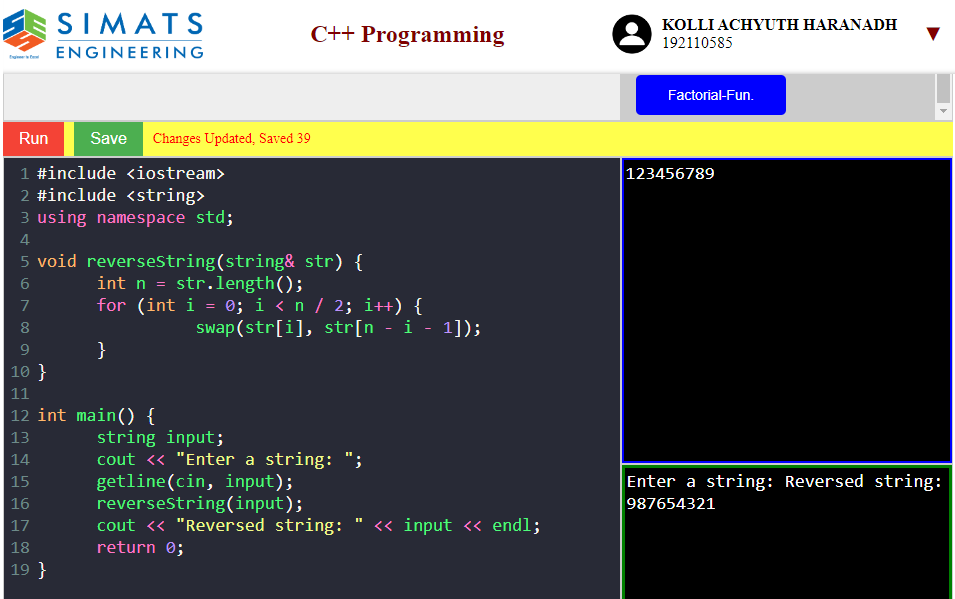 SIMATS
ENGINEERING
Engineer to Excel
C++ Programming
KOLLI ACHYUTH HARANADH
192110585
Factorial-Fun.
Run Save Changes Updated, Saved 39
1 #include <iostream>
2 #include <string>
3 using namespace std;
4
5 void reverseString(string& str) {
6 int n = str.length();
7 for (int i = 0; i < n / 2; i++) {
8 swap(str[i], str[n - i - 1]);
9 }
10 }
11
12 int main() {
13 string input;
14 cout << "Enter a string: ";
15 getline(cin, input);
16 reverseString(input);
17 cout << "Reversed string: " << input << endl;
18 return 0;
19 }
123456789
Enter a string: Reversed string:
987654321